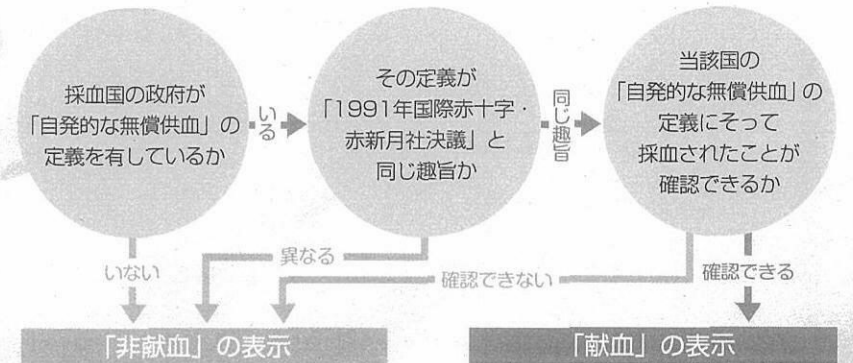 採血国の政府が
「自発的な無償供血」の
定義を有しているか
いる
その定義が
「1991年国際赤十字・
赤新月社決議」と
同じ趣旨か
同じ趣旨
当該国の
「自発的な無償供血」の
定義にそって
採血されたことが
確認できるか
いない
異なる
確認できない
確認できる
「非献血」の表示
「献血」の表示